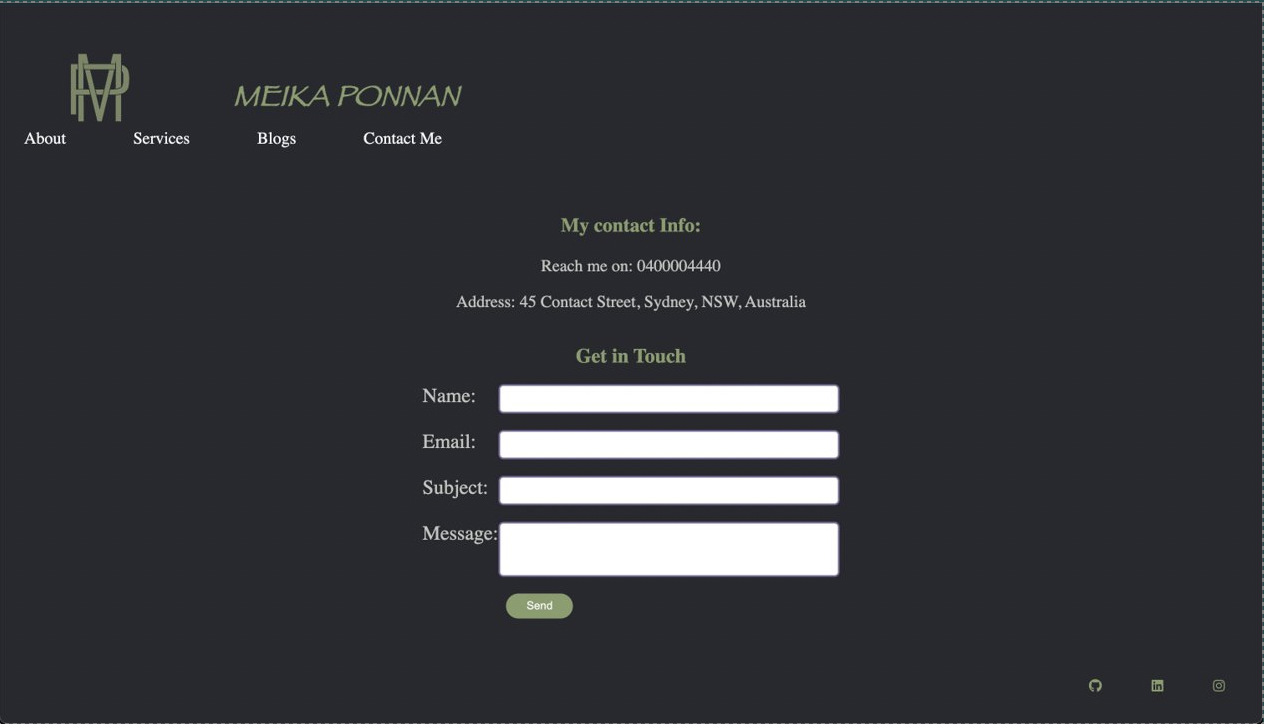 MP
MEIKA PONNAN
About Services Blogs Contact Me
My contact Info:
Reach me on: 0400004440
Address: 45 Contact Street, Sydney, NSW, Australia
Get in Touch
Name:
Email:
Subject:
Message:
Send